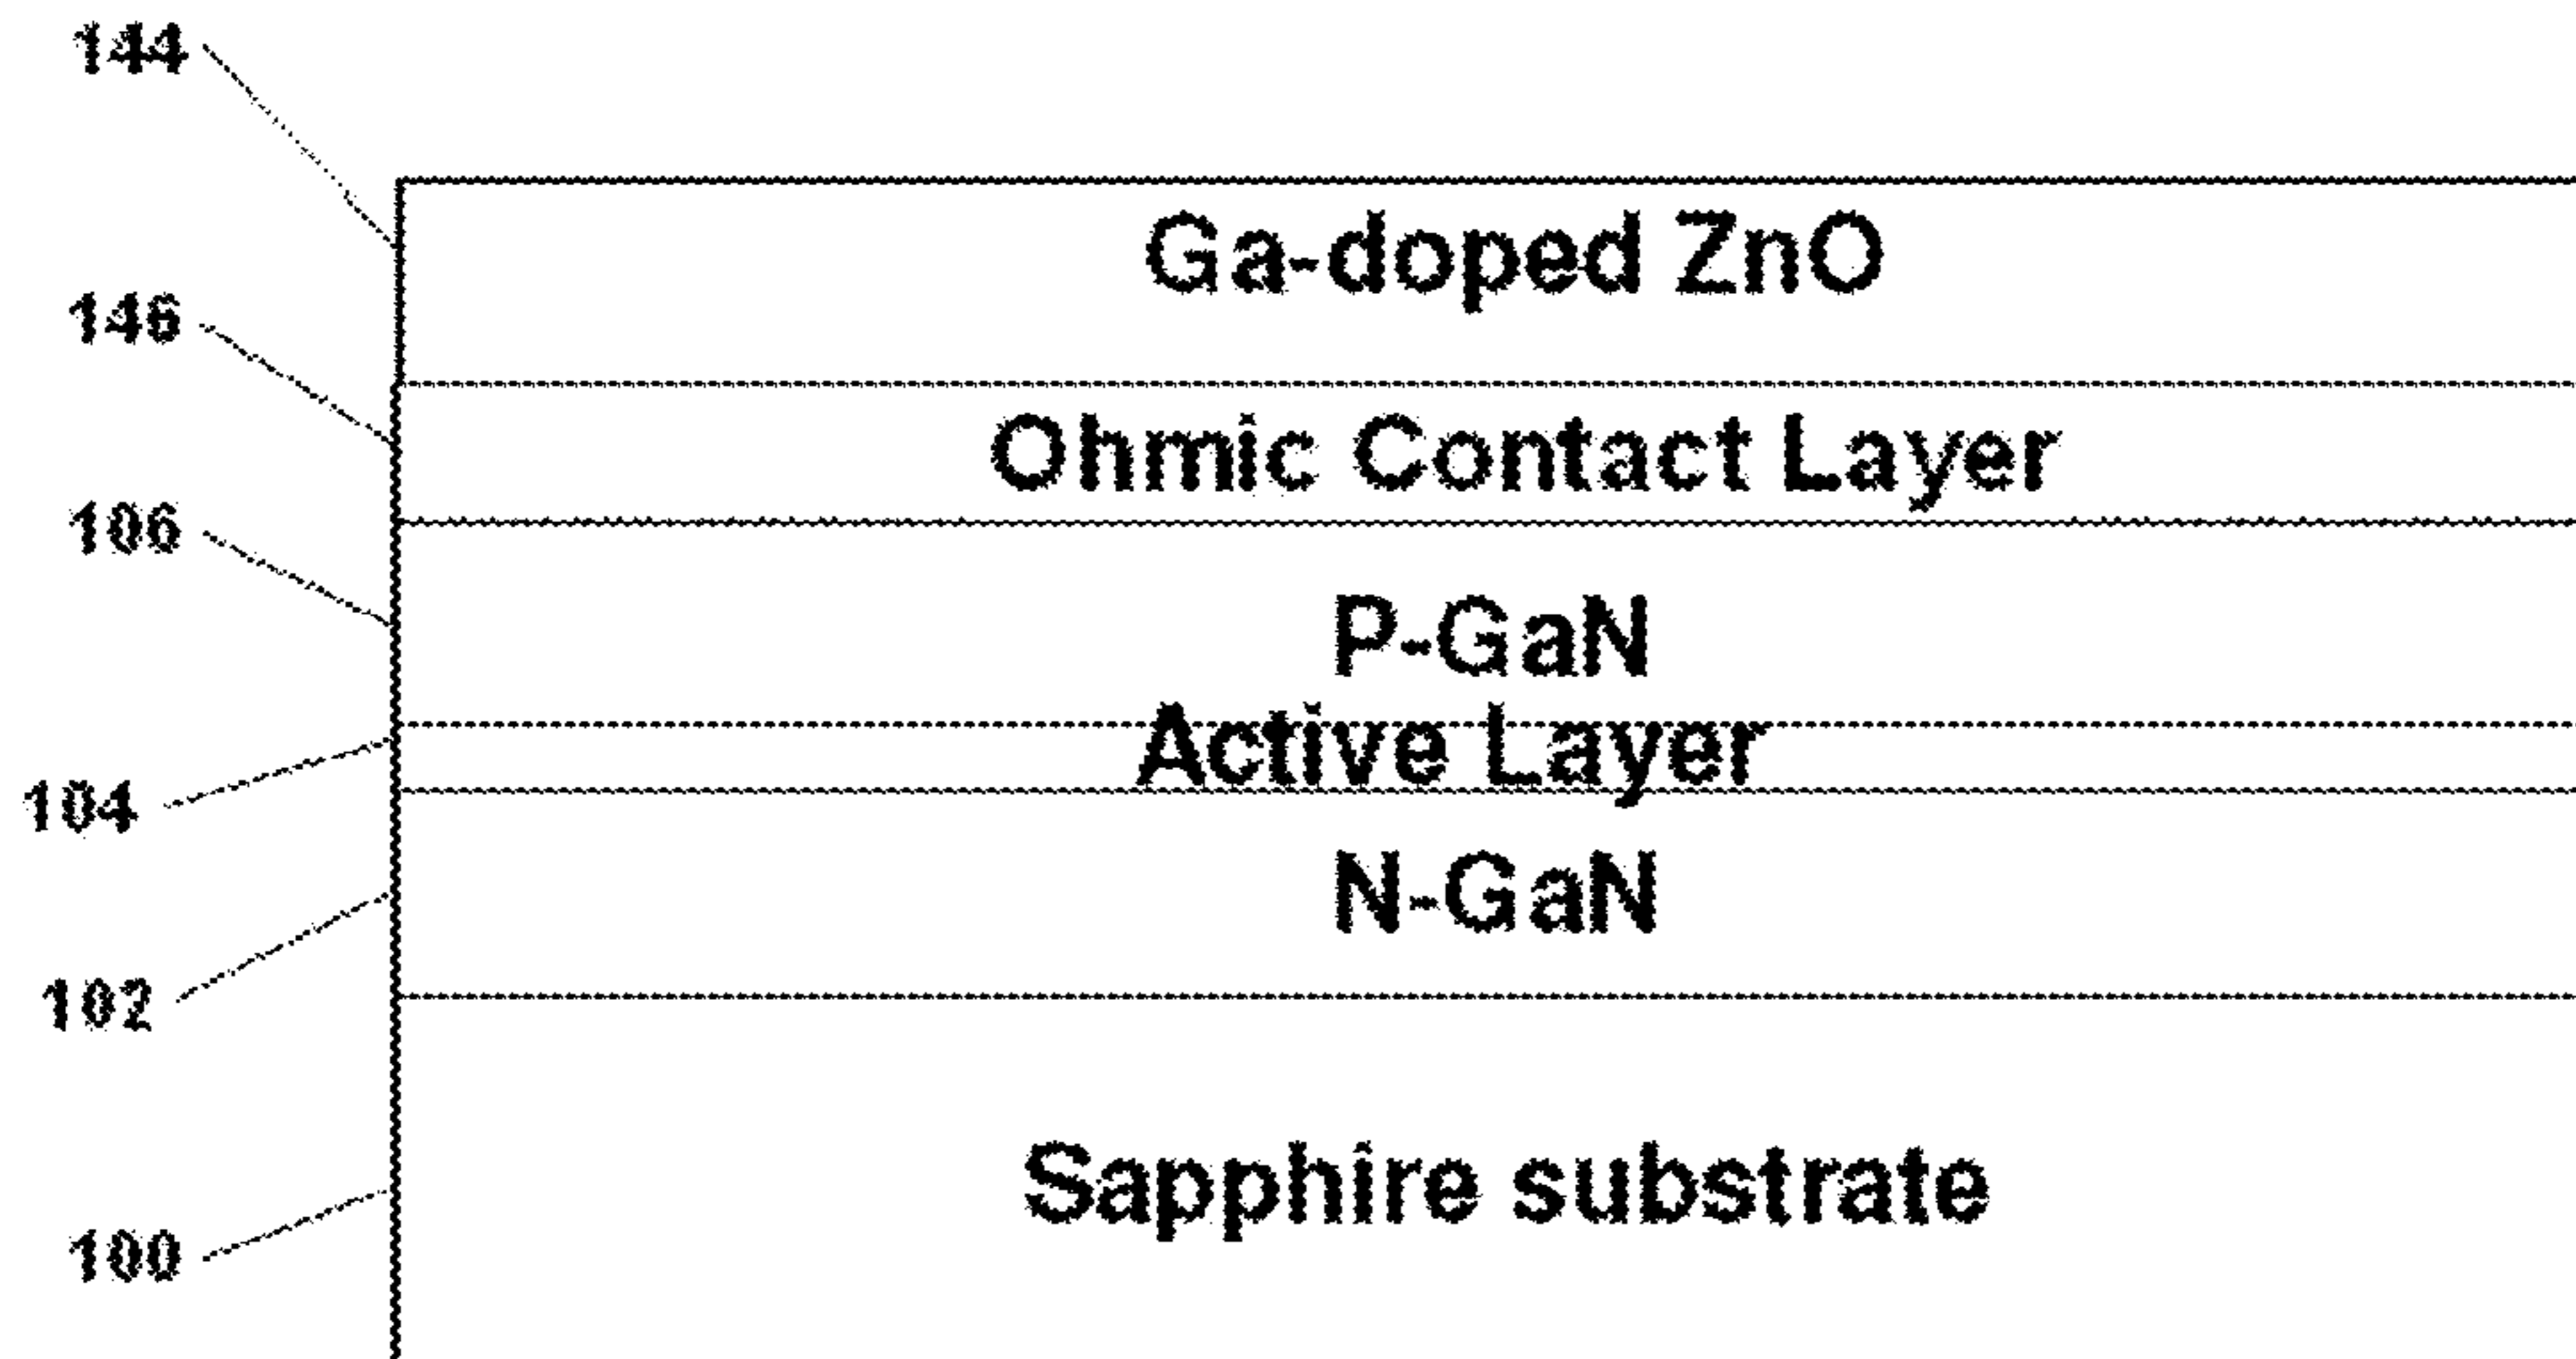 144
Ga-doped ZnO
146
Ohmic Contact Layer
106
P-GaN
Active Layer
104
N-GaN
102
Sapphire substrate
100